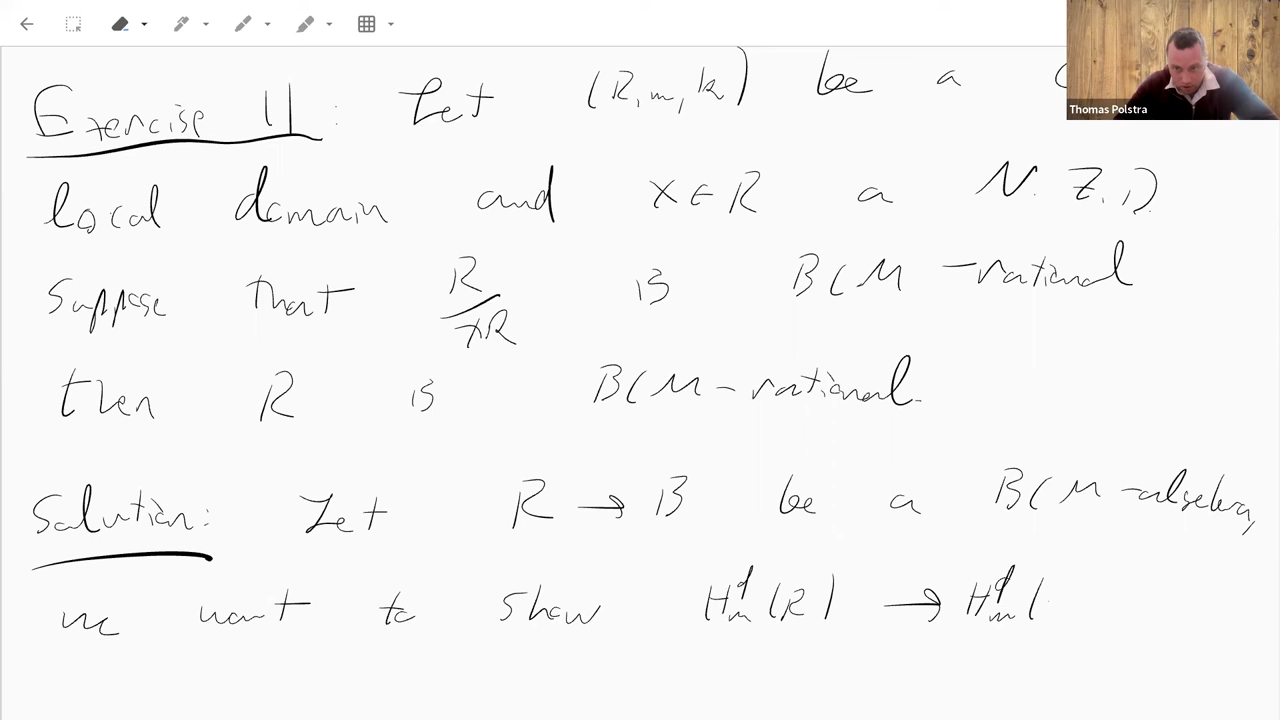 Exercise 11: Let (R, m, k) be a
Thomas Polstra
local domain and x ∈ R a N.Z.D.
Suppose that R/xR is BCM-rational
then R is BCM-rational.
Solution: Let R → B be a BCM-algebra,
we want to show H^d_m(R) → H^d_m(